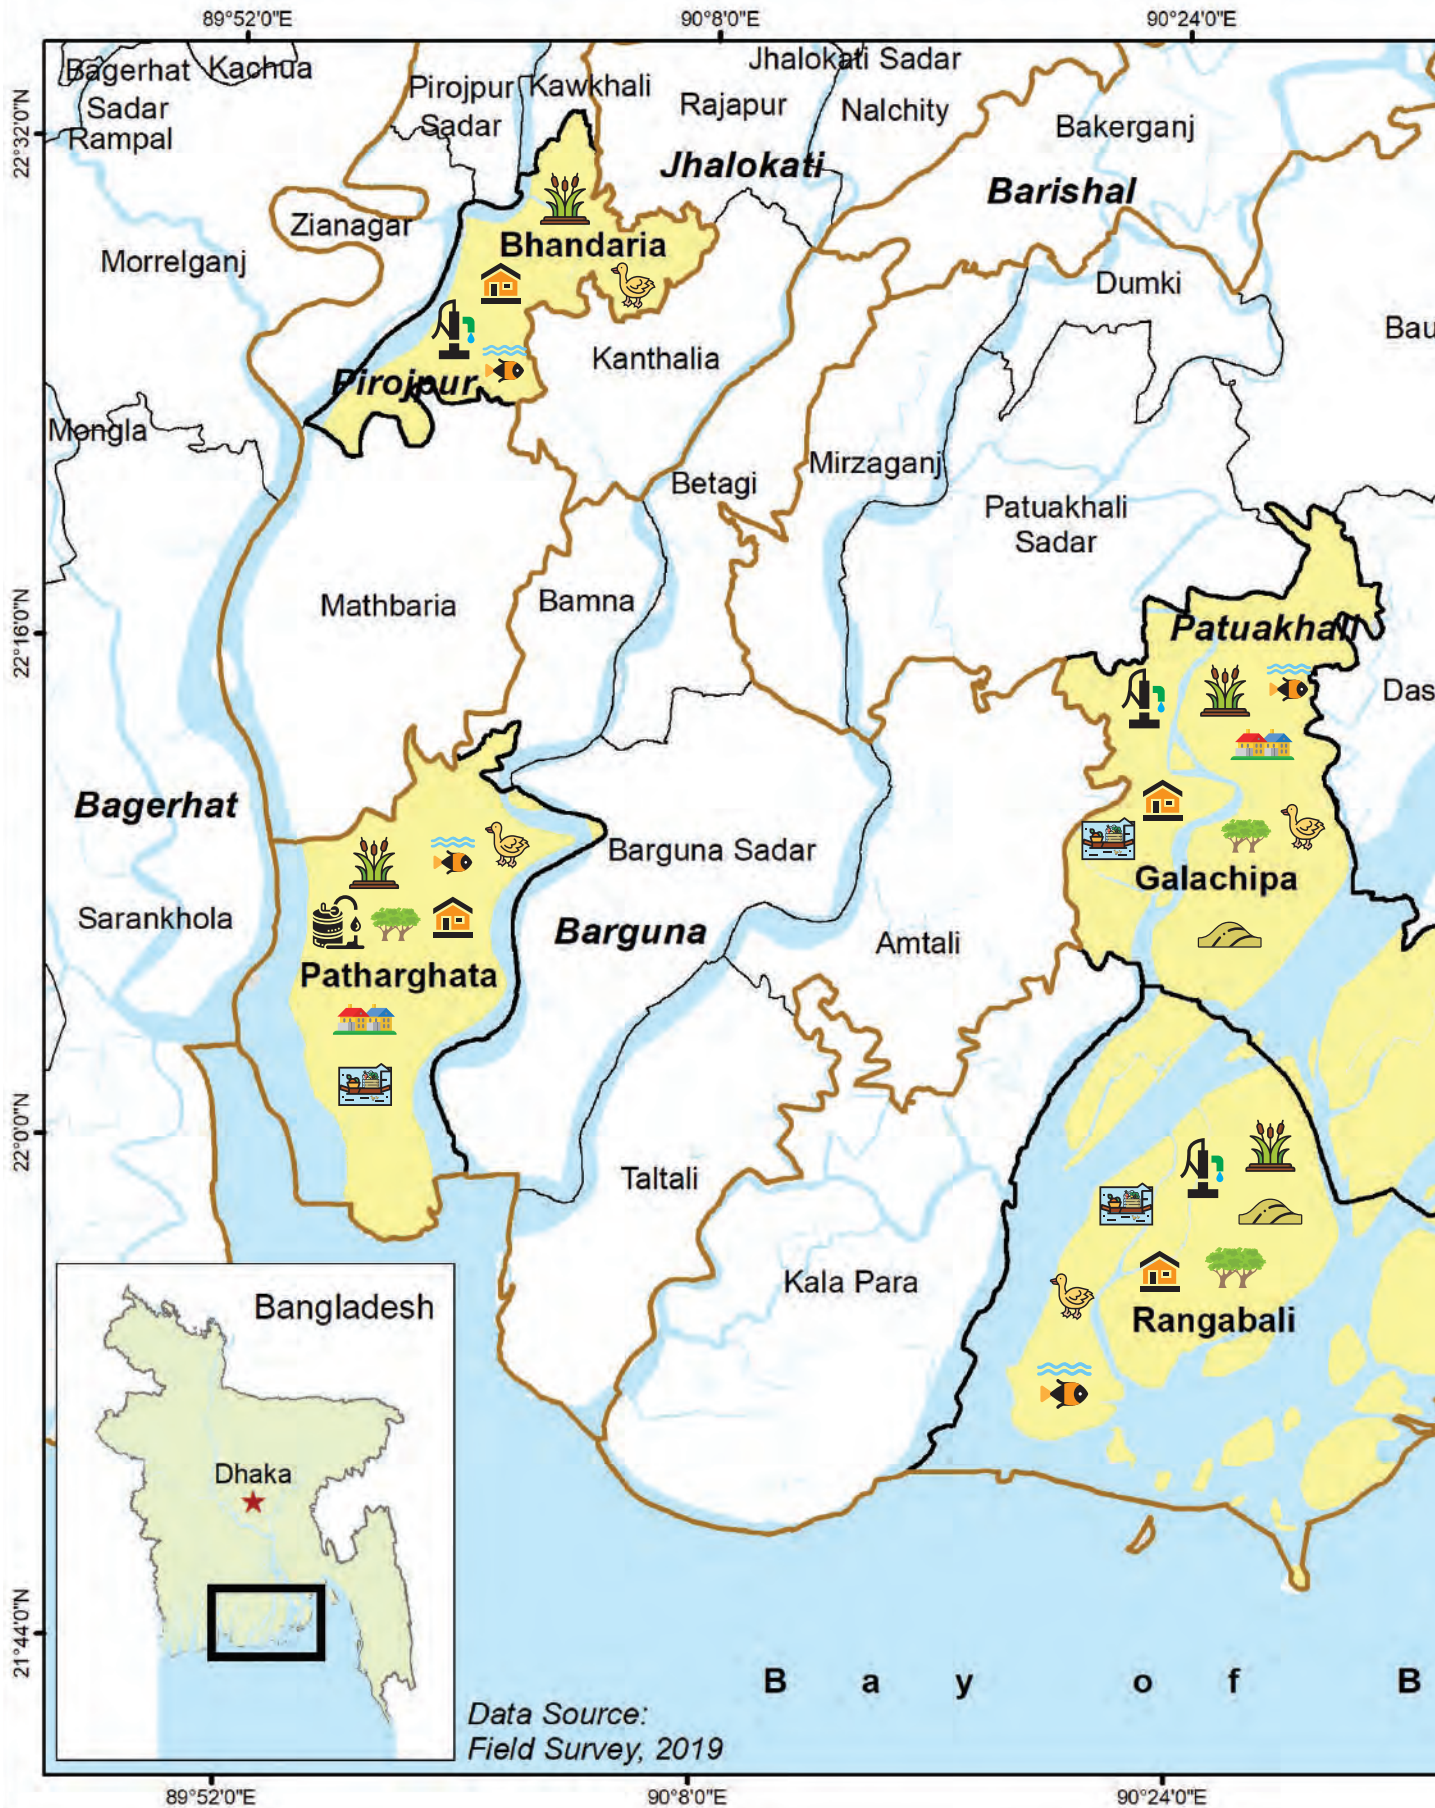 89°52'0"E
90°8'0"E
90°24'0"E
22°32'0"N
22°16'0"N
22°0'0"N
21°44'0"N
Bagerhat
Sadar
Kachua
Rampal
Pirojpur
Sadar
Kawkhali
Jhalokati Sadar
Rajapur
Nalchity
Bakerganj
Jhalokati
Barishal
Zianagar
Morrelganj
Bhandaria
Dumki
Bau
Kanthalia
Pirojpur
Mongla
Betagi
Mirzaganj
Patuakhali
Sadar
Mathbaria
Bamna
Patuakhali
Das
Bagerhat
Barguna Sadar
Galachipa
Sarankhola
Barguna
Amtali
Patharghata
Taltali
Kala Para
Rangabali
Bangladesh
Dhaka
B a y o f B
Data Source:
Field Survey, 2019
89°52'0"E
90°8'0"E
90°24'0"E